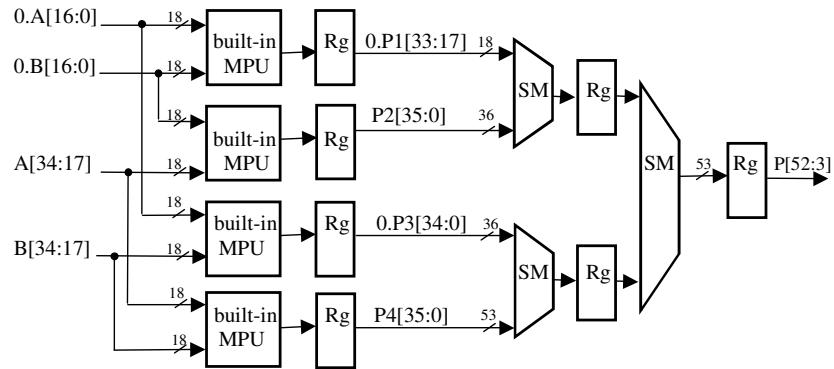 0.A[16:0] 18 built-in MPU Rg 0.P1[33:17] 18
0.B[16:0] 18
SM Rg
18 built-in MPU Rg P2[35:0] 36
A[34:17] 18
SM 53 Rg P[52:3]
18 built-in MPU Rg 0.P3[34:0] 36
B[34:17] 18
SM Rg
18 built-in MPU Rg P4[35:0] 53
18